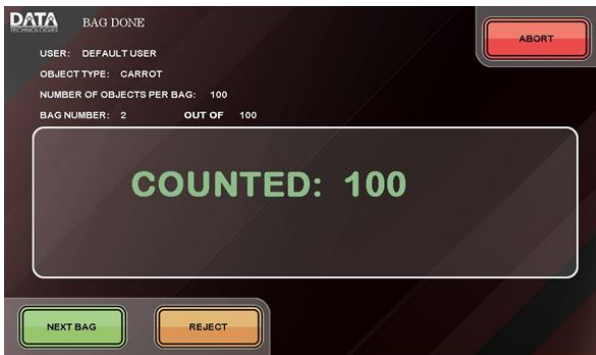 DATA
TECHNOLOGIES
BAG DONE
ABORT
USER: DEFAULT USER
OBJECT TYPE: CARROT
NUMBER OF OBJECTS PER BAG: 100
BAG NUMBER: 2 OUT OF 100
COUNTED: 100
NEXT BAG
REJECT